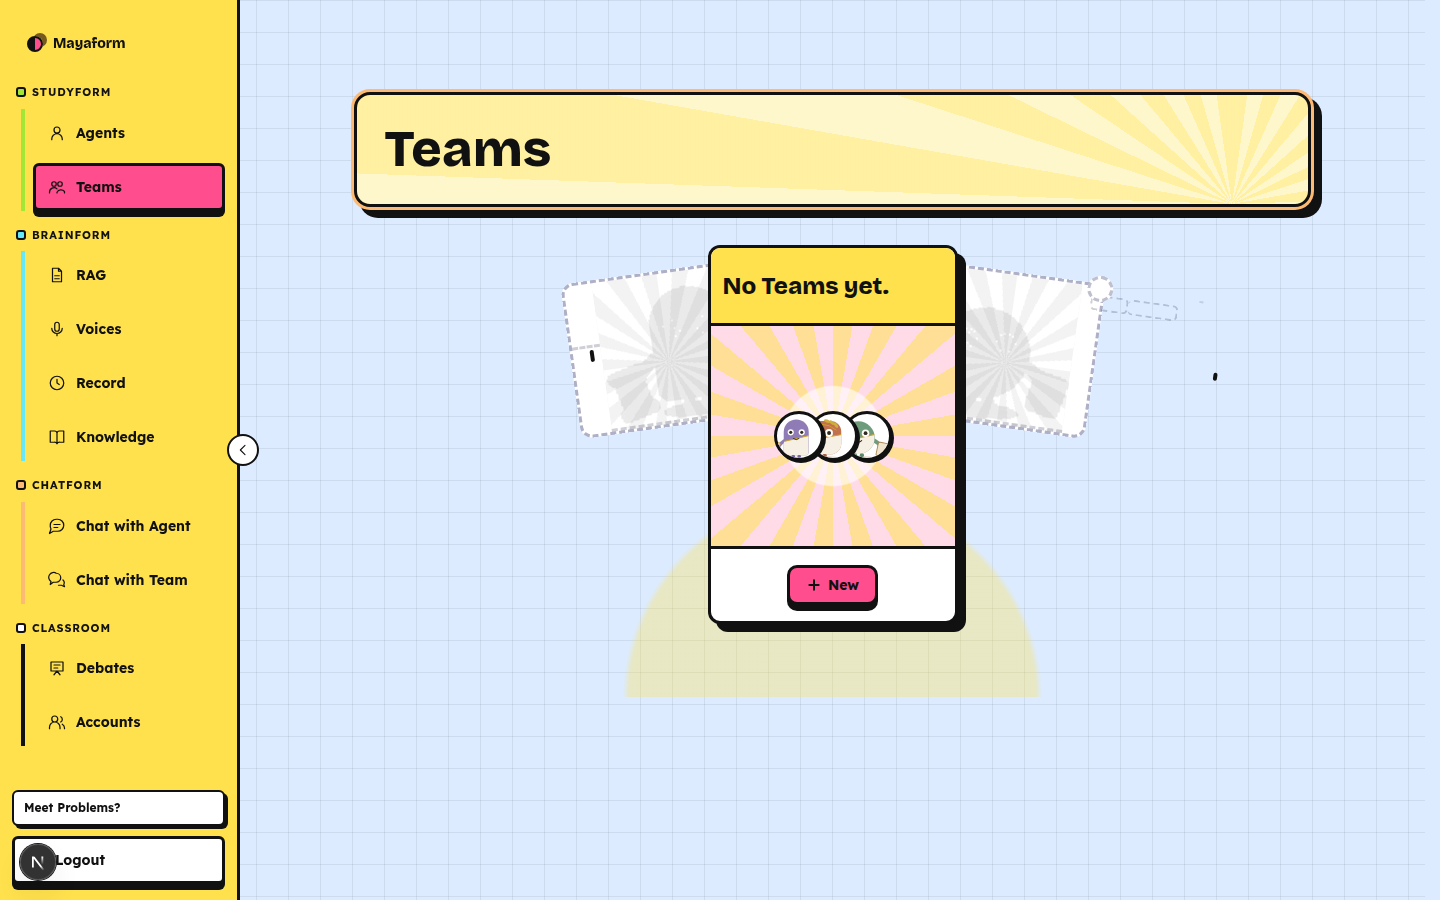 Mayaform
STUDYFORM
Agents
Teams
BRAINFORM
RAG
Voices
Record
Knowledge
CHATFORM
Chat with Agent
Chat with Team
CLASSROOM
Debates
Accounts
Meet Problems?
Logout
N
Teams
No Teams yet.
+ New